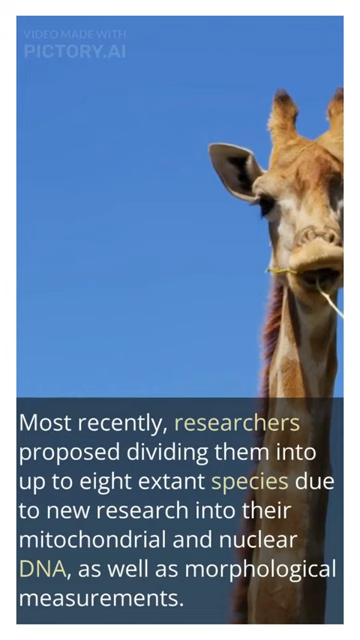 VIDEO MADE WITH
PICTORY.AI
Most recently, researchers
proposed dividing them into
up to eight extant species due
to new research into their
mitochondrial and nuclear
DNA, as well as morphological
measurements.